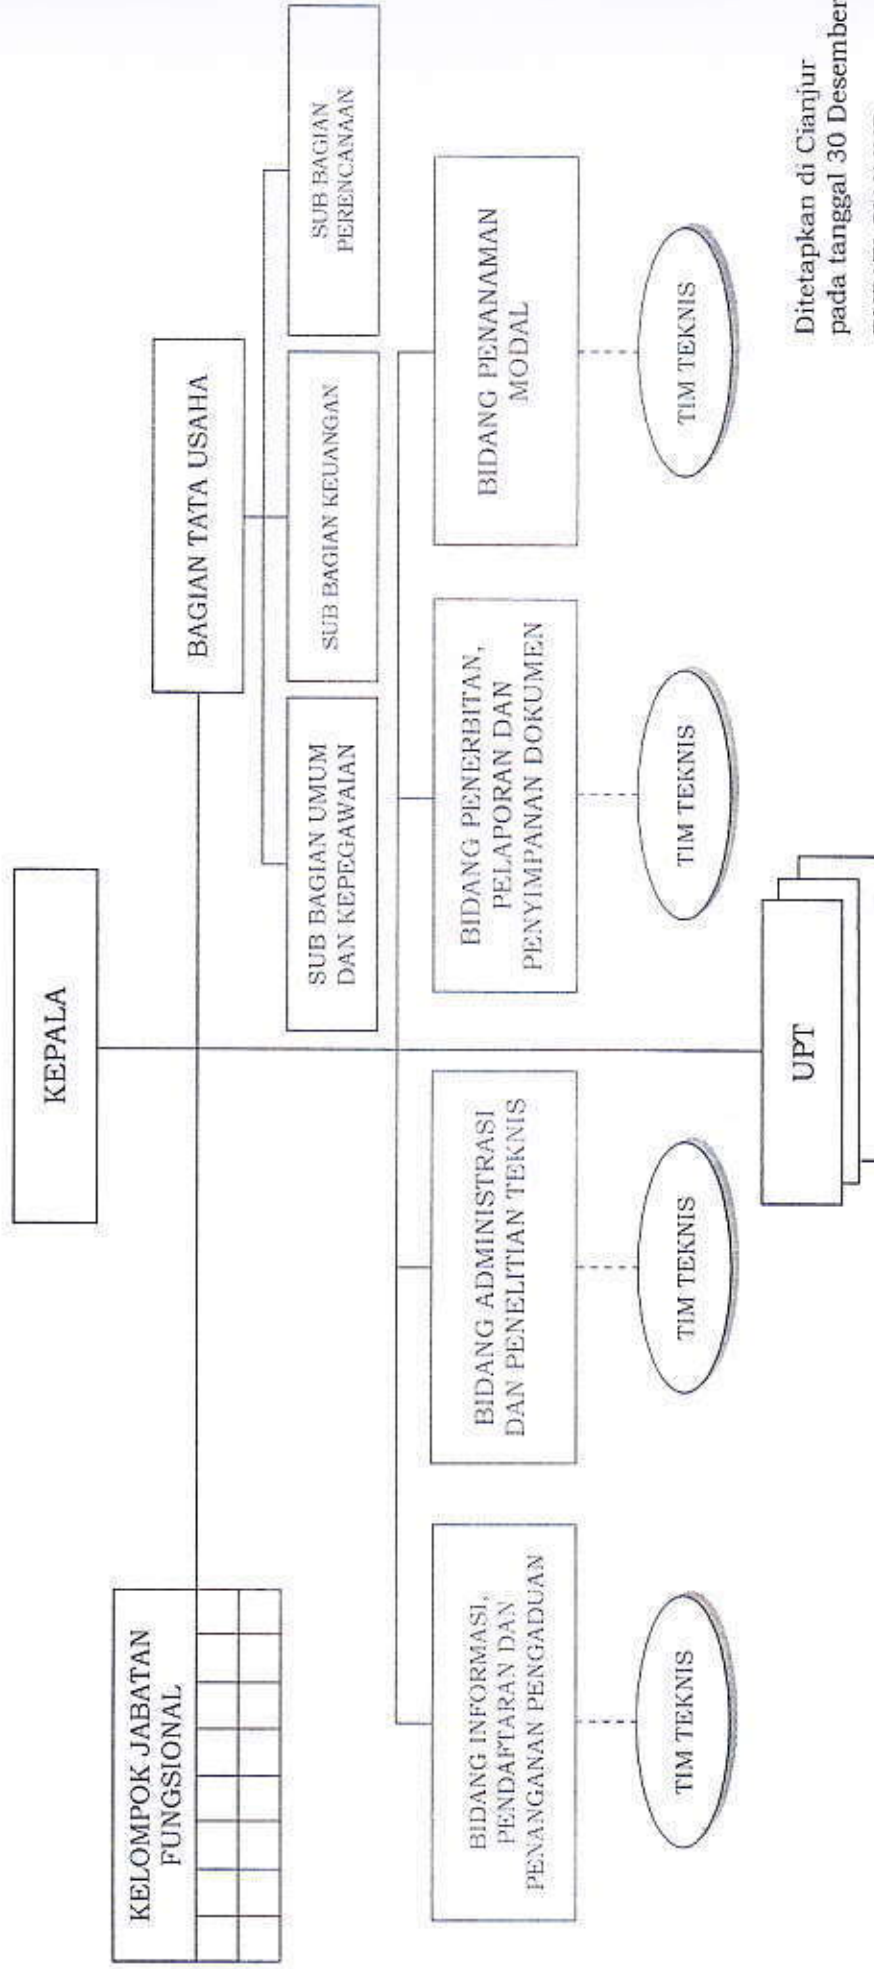 KEPALA
KELOMPOK JABATAN
FUNGSIONAL
BAGIAN TATA USAHA
SUB BAGIAN UMUM
DAN KEPEGAWAIAN
SUB BAGIAN KEUANGAN
SUB BAGIAN
PERENCANAAN
BIDANG INFORMASI,
PENDAFTARAN DAN
PENANGANAN PENGADUAN
BIDANG ADMINISTRASI
DAN PENELITIAN TEKNIS
BIDANG PENERBITAN,
PELAPORAN DAN
PENYIMPANAN DOKUMEN
BIDANG PENANAMAN
MODAL
TIM TEKNIS
TIM TEKNIS
TIM TEKNIS
TIM TEKNIS
UPT
Ditetapkan di Cianjur
pada tanggal 30 Desember